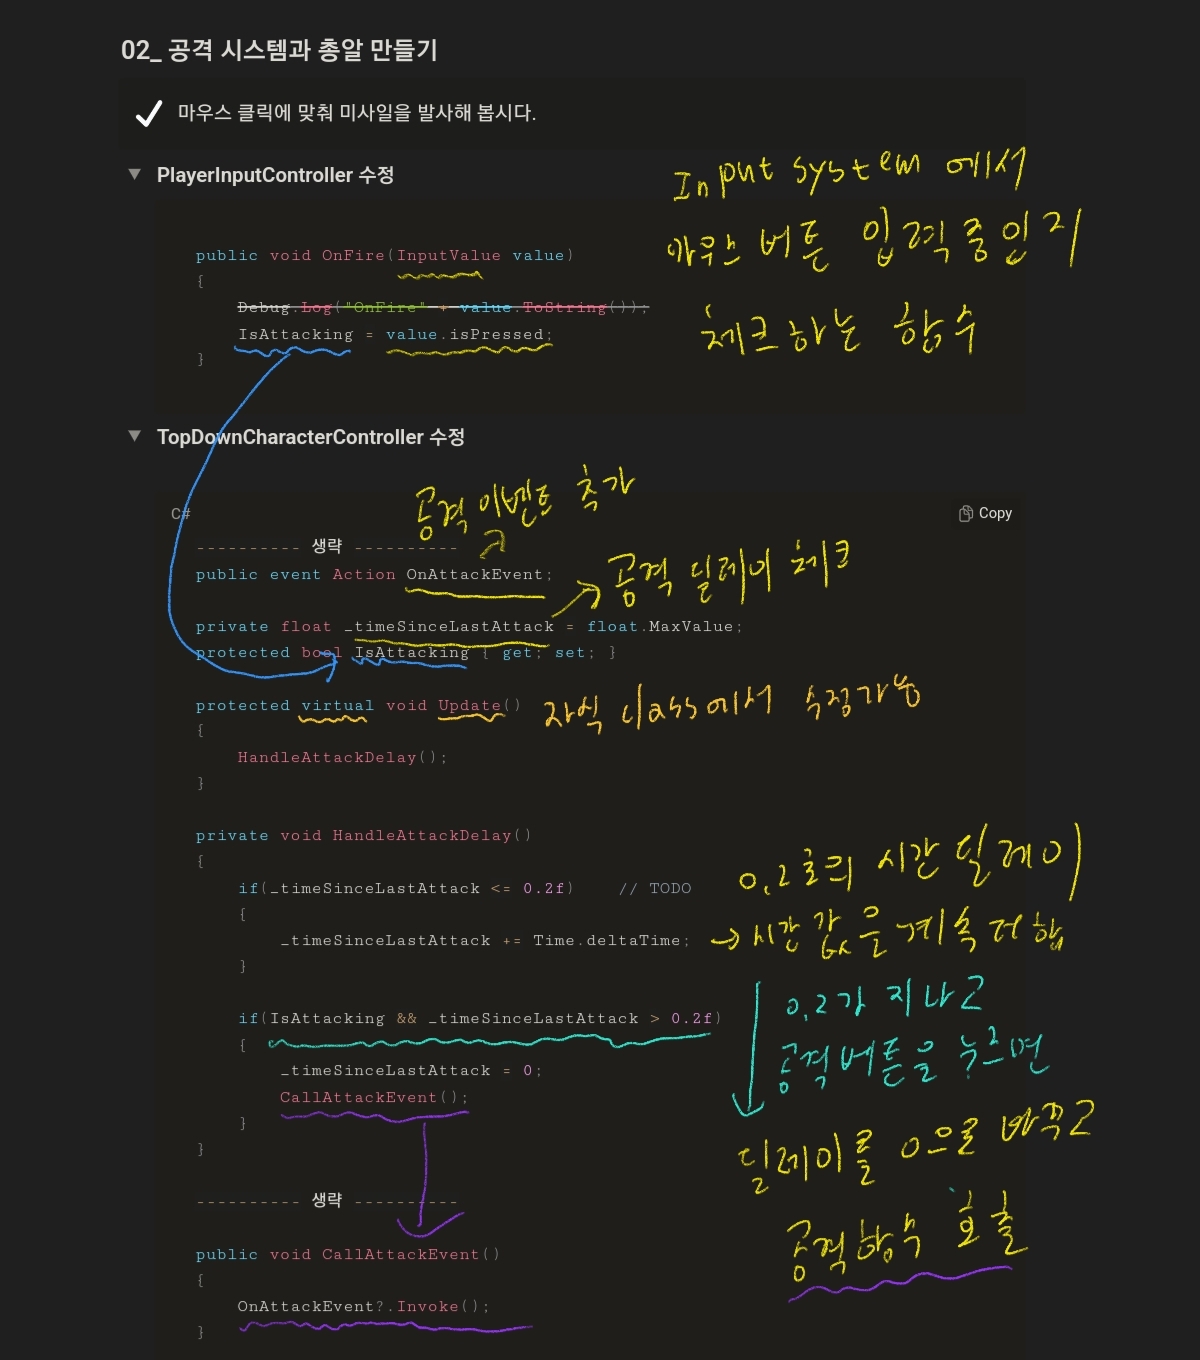 02_ 공격 시스템과 총알 만들기
마우스 클릭에 맞춰 미사일을 발사해 봅시다.
PlayerInputController 수정
Input system 에서
마우스 버튼 입력중인지
체크하는 함수
public void OnFire(InputValue value)
{
Debug.Log("OnFire" + value.ToString());
IsAttacking = value.isPressed;
}
TopDownCharacterController 수정
공격 이벤트 추가
C#
Copy
---------- 생략 ----------
public event Action OnAttackEvent;
공격 딜레이 체크
private float _timeSinceLastAttack = float.MaxValue;
protected bool IsAttacking { get; set; }
protected virtual void Update()
자식 class에서 수정가능
{
HandleAttackDelay();
}
private void HandleAttackDelay()
{
if(_timeSinceLastAttack <= 0.2f) // TODO
0.2초의 시간 딜레이
{
_timeSinceLastAttack += Time.deltaTime;
→ 시간 값을 계속 더함
}
if(IsAttacking && _timeSinceLastAttack > 0.2f)
0.2가 지나고
{
공격버튼을 누르면
_timeSinceLastAttack = 0;
CallAttackEvent();
}
딜레이를 0으로 바꾸고
}
---------- 생략 ----------
공격함수 호출
public void CallAttackEvent()
{
OnAttackEvent?.Invoke();
}